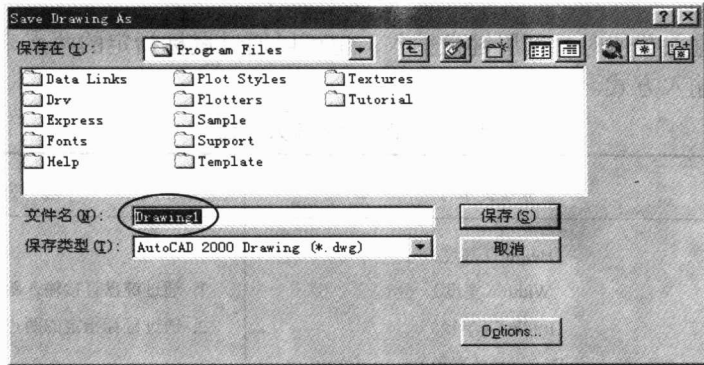 Save Drawing As
保存在(I): Program Files
Data Links Plot Styles Textures
Drv Plotters Tutorial
Express Sample
Fonts Support
Help Template
文件名(N): Drawing1 保存(S)
保存类型(T): AutoCAD 2000 Drawing (*.dwg) 取消
Options...